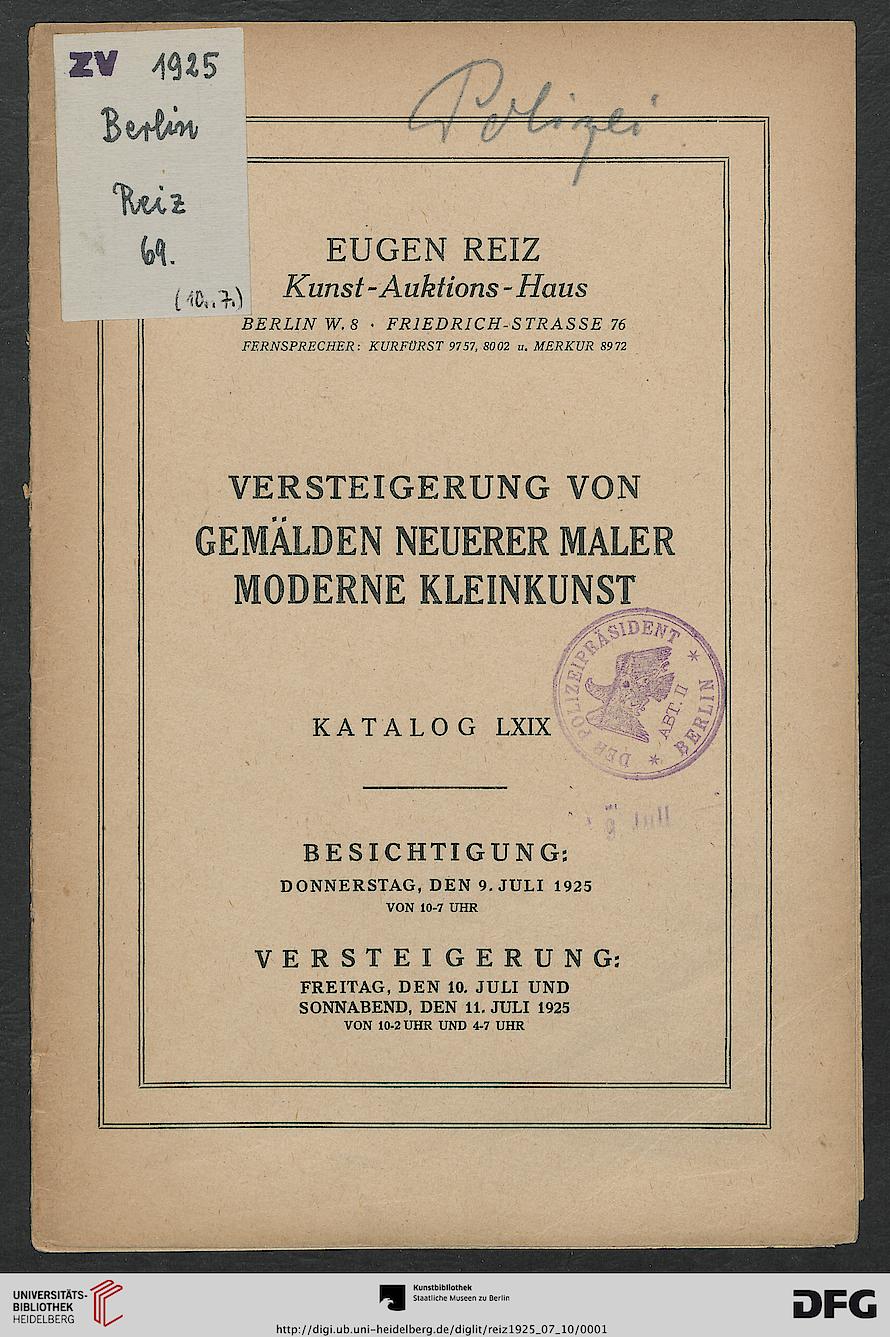 ZV 1925
Berlin
Reiz
69.
(10., 7.)
Polizei
EUGEN REIZ
Kunst-Auktions-Haus
BERLIN W. 8 · FRIEDRICH-STRASSE 76
FERNSPRECHER: KURFÜRST 9757, 8002 u. MERKUR 8972
VERSTEIGERUNG VON
GEMÄLDEN NEUERER MALER
MODERNE KLEINKUNST
DER POLIZEIPRÄSIDENT * BERLIN *
ABT. II
KATALOG LXIX
9. Juli
BESICHTIGUNG:
DONNERSTAG, DEN 9. JULI 1925
VON 10-7 UHR
VERSTEIGERUNG:
FREITAG, DEN 10. JULI UND
SONNABEND, DEN 11. JULI 1925
VON 10-2 UHR UND 4-7 UHR
UNIVERSITÄTS-
BIBLIOTHEK
HEIDELBERG
Kunstbibliothek
Staatliche Museen zu Berlin
DFG
http://digi.ub.uni-heidelberg.de/diglit/reiz1925_07_10/0001